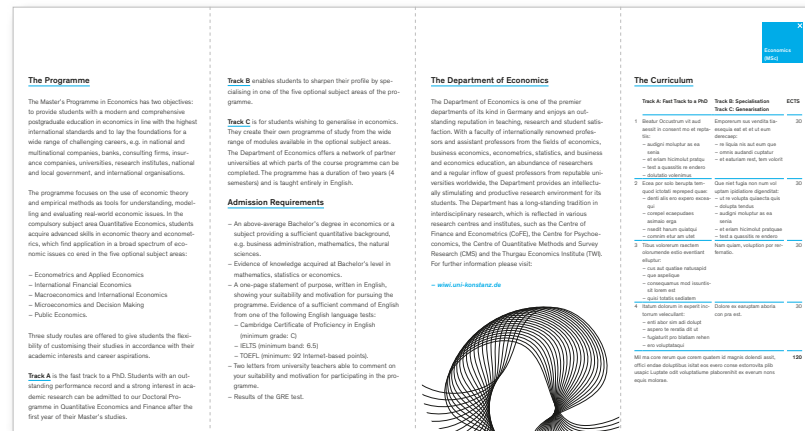 Economics
(MSc)
The Programme
The Master's Programme in Economics has two objectives:
to provide students with a modern and comprehensive
postgraduate education in economics in line with the highest
international standards and to lay the foundations for a
wide range of challenging careers, e.g. in national and
multinational companies, banks, consulting firms, insur-
ance companies, universities, research institutes, national
and local government, and international organisations.
The programme focuses on the use of economic theory
and empirical methods as tools for understanding, model-
ling and evaluating real-world economic issues. In the
compulsory subject area Quantitative Economics, students
acquire advanced skills in economic theory and economet-
rics, which find application in a broad spectrum of eco-
nomic issues co ered in the five optional subject areas:
– Econometrics and Applied Economics
– International Financial Economics
– Macroeconomics and International Economics
– Microeconomics and Decision Making
– Public Economics.
Three study routes are offered to give students the flexi-
bility of customising their studies in accordance with their
academic interests and career aspirations.
Track A is the fast track to a PhD. Students with an out-
standing performance record and a strong interest in aca-
demic research can be admitted to our Doctoral Pro-
gramme in Quantitative Economics and Finance after the
first year of their Master's studies.
Track B enables students to sharpen their profile by spe-
cialising in one of the five optional subject areas of the pro-
gramme.
Track C is for students wishing to generalise in economics.
They create their own programme of study from the wide
range of modules available in the optional subject areas.
The Department of Economics offers a network of partner
universities at which parts of the course programme can be
completed. The programme has a duration of two years (4
semesters) and is taught entirely in English.
Admission Requirements
– An above-average Bachelor's degree in economics or a
subject providing a sufficient quantitative background,
e.g. business administration, mathematics, the natural
sciences.
– Evidence of knowledge acquired at Bachelor's level in
mathematics, statistics or economics.
– A one-page statement of purpose, written in English,
showing your suitability and motivation for pursuing the
programme. Evidence of a sufficient command of English
from one of the following English language tests:
– Cambridge Certificate of Proficiency in English
(minimum grade: C)
– IELTS (minimum band: 6.5)
– TOEFL (minimum: 92 Internet-based points).
– Two letters from university teachers able to comment on
your suitability and motivation for participating in the pro-
gramme.
– Results of the GRE test.
The Department of Economics
The Department of Economics is one of the premier
departments of its kind in Germany and enjoys an out-
standing reputation in teaching, research and student satis-
faction. With a faculty of internationally renowned profes-
sors and assistant professors from the fields of economics,
business economics, econometrics, statistics, and business
and economics education, an abundance of researchers
and a regular inflow of guest professors from reputable uni-
versities worldwide, the Department provides an intellectu-
ally stimulating and productive research environment for its
students. The Department has a long-standing tradition in
interdisciplinary research, which is reflected in various
research centres and institutes, such as the Centre of
Finance and Econometrics (CoFE), the Centre for Psychoe-
conomics, the Centre of Quantitative Methods and Survey
Research (CMS) and the Thurgau Economics Institute (TWI).
For further information please visit:
– wiwi.uni-konstanz.de
The Curriculum
Track A: Fast Track to a PhD Track B: Specialisation ECTS
Track C: Generarisation
1 30
2 30
3 30
4 30
120